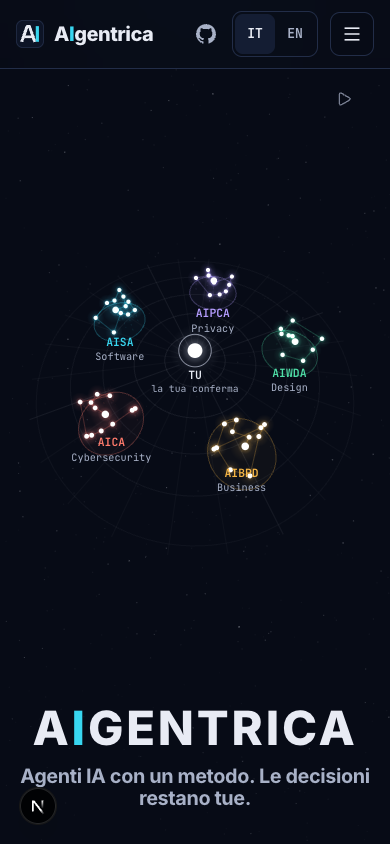 AI AIgentrica IT EN
AIPCA
Privacy
AISA
Software
TU
la tua conferma
AIWDA
Design
AICA
Cybersecurity
AIBRD
Business
AIGENTRICA
Agenti IA con un metodo. Le decisioni
restano tue.
N